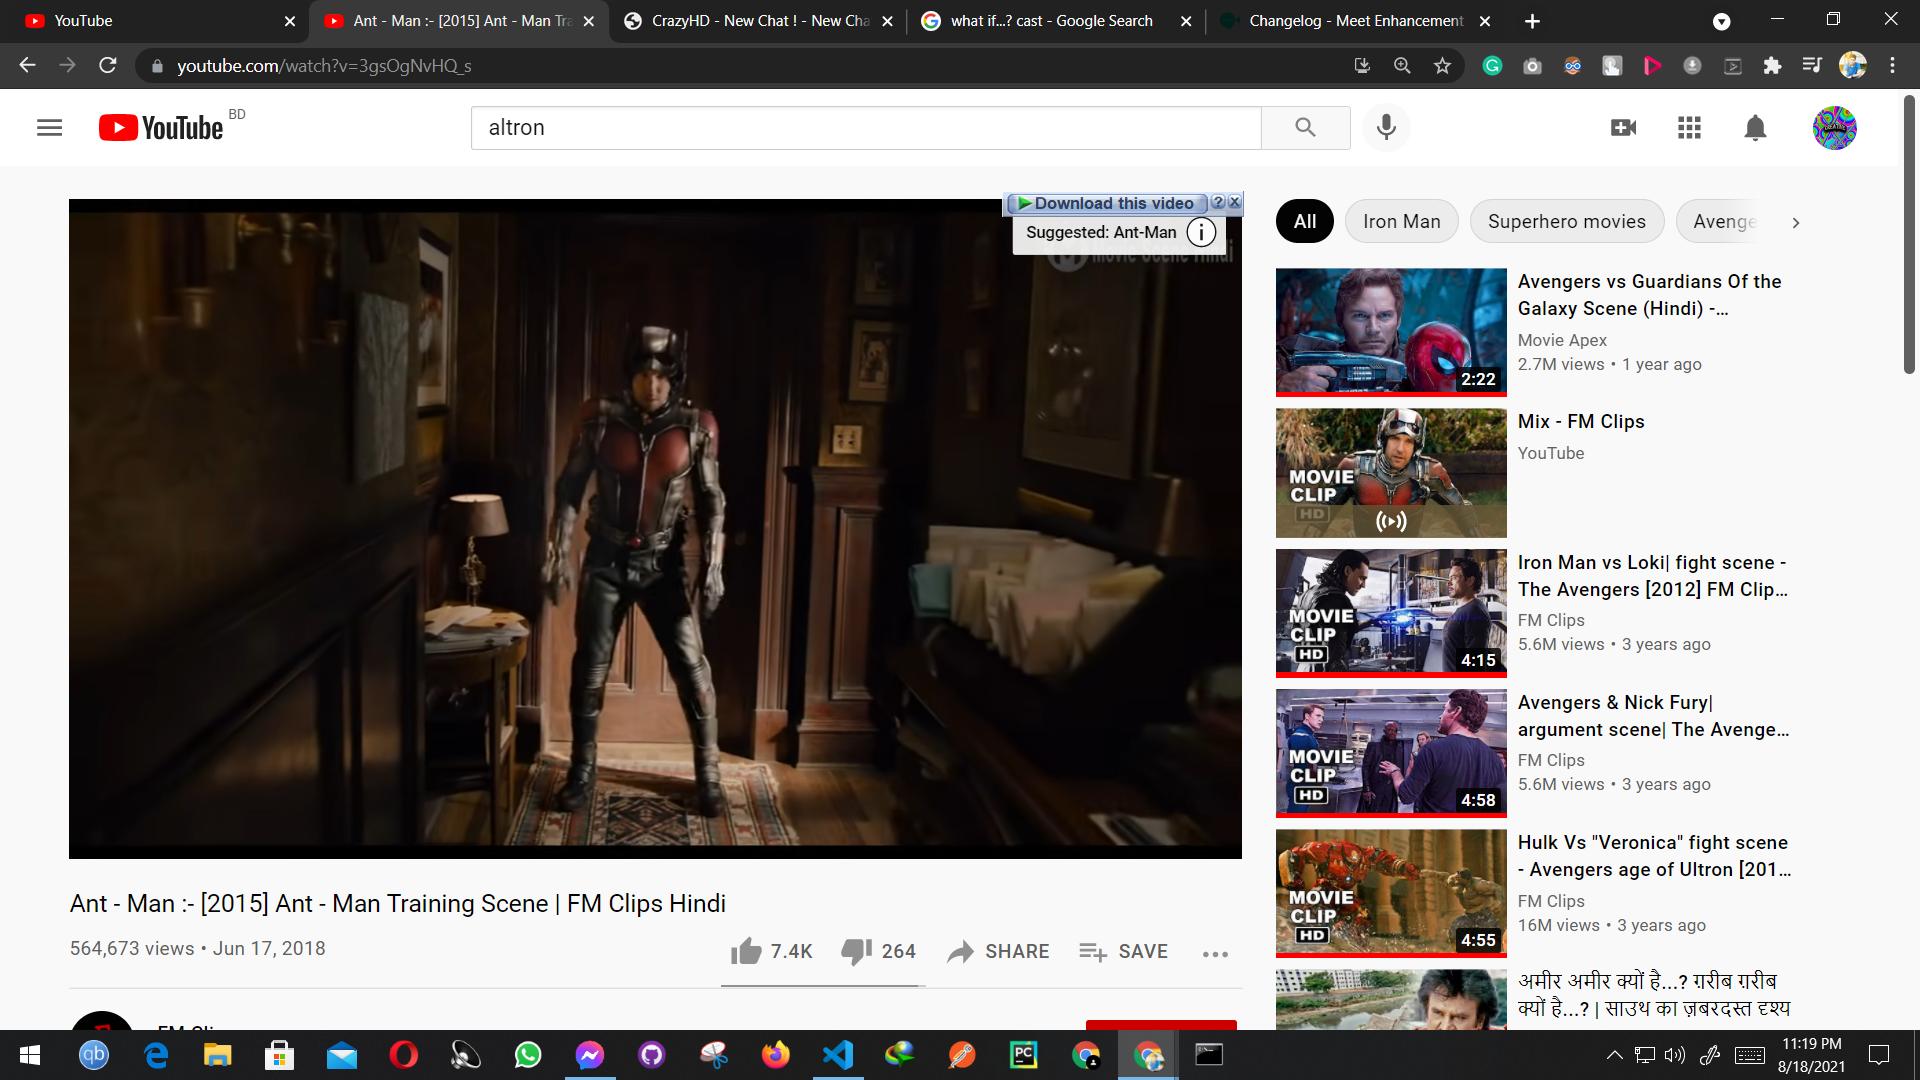 YouTube
Ant - Man :- [2015] Ant - Man Tra
CrazyHD - New Chat ! - New Cha
what if...? cast - Google Search
Changelog - Meet Enhancement
youtube.com/watch?v=3gsOgNvHQ_s
YouTube BD
altron
Download this video ? X
Suggested: Ant-Man i
Movie Scene Hindi
All
Iron Man
Superhero movies
Avenge
2:22
Avengers vs Guardians Of the
Galaxy Scene (Hindi) -...
Movie Apex
2.7M views • 1 year ago
MOVIE
CLIP
HD
Mix - FM Clips
YouTube
MOVIE
CLIP
HD
4:15
Iron Man vs Loki| fight scene -
The Avengers [2012] FM Clip...
FM Clips
5.6M views • 3 years ago
MOVIE
CLIP
HD
4:58
Avengers & Nick Fury|
argument scene| The Avenge...
FM Clips
5.6M views • 3 years ago
MOVIE
CLIP
HD
4:55
Hulk Vs "Veronica" fight scene
- Avengers age of Ultron [201...
FM Clips
16M views • 3 years ago
अमीर अमीर क्यों है...? ग़रीब ग़रीब
क्यों है...? | साउथ का ज़बरदस्त दृश्य
Ant - Man :- [2015] Ant - Man Training Scene | FM Clips Hindi
564,673 views • Jun 17, 2018
7.4K
264
SHARE
SAVE
qb
PC
11:19 PM
8/18/2021